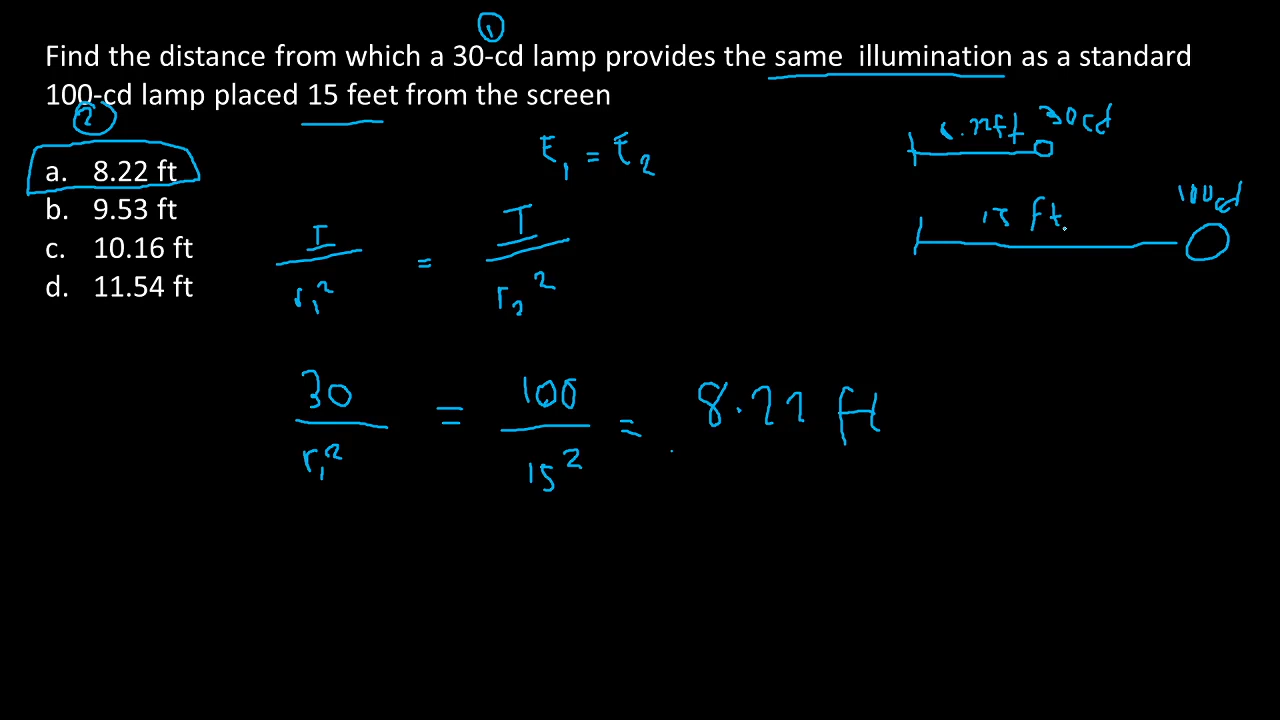 ①
Find the distance from which a 30-cd lamp provides the same illumination as a standard
100-cd lamp placed 15 feet from the screen
②
a. 8.22 ft
b. 9.53 ft
c. 10.16 ft
d. 11.54 ft
E₁ = E₂
I/r₁² = I/r₂²
30/r₁² = 100/15² = 8.22 ft
30cd
15 ft
100cd